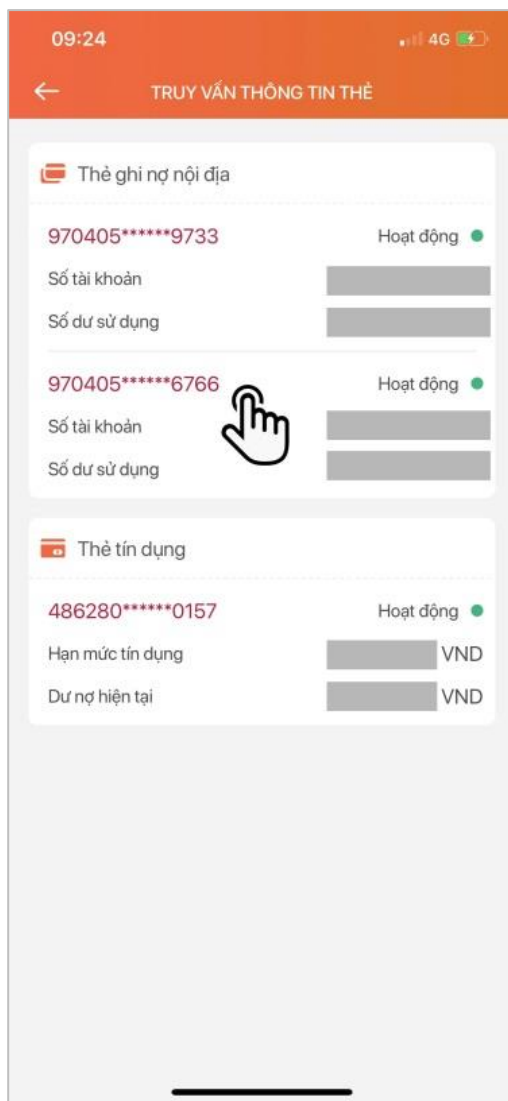 09:24
4G
TRUY VẤN THÔNG TIN THẺ
Thẻ ghi nợ nội địa
970405******9733 Hoạt động
Số tài khoản
Số dư sử dụng
970405******6766 Hoạt động
Số tài khoản
Số dư sử dụng
Thẻ tín dụng
486280******0157 Hoạt động
Hạn mức tín dụng VND
Dư nợ hiện tại VND